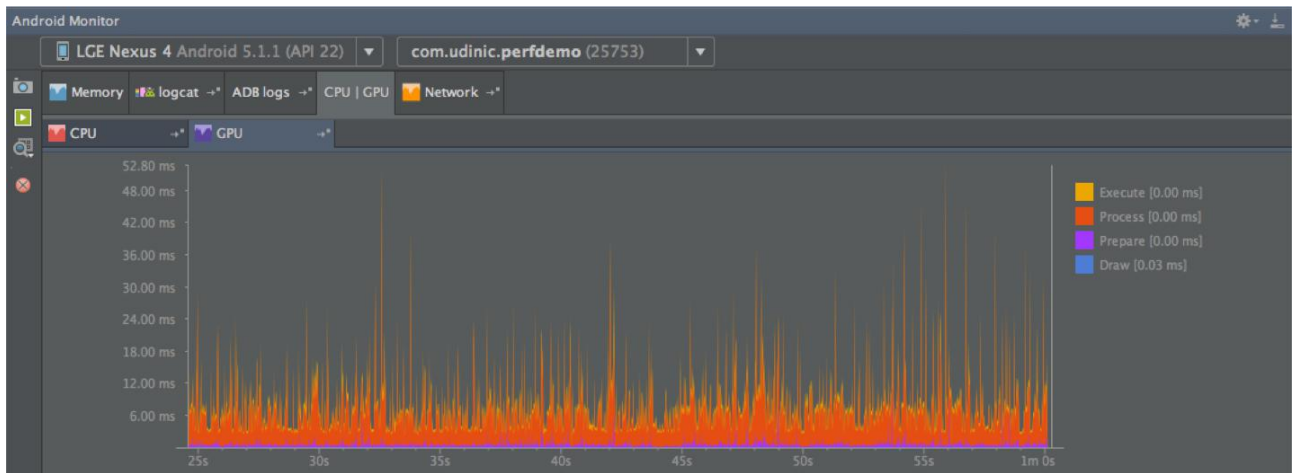 Android Monitor
LGE Nexus 4 Android 5.1.1 (API 22) com.udinic.perfdemo (25753)
Memory logcat ADB logs CPU | GPU Network
CPU GPU
52.80 ms
48.00 ms
42.00 ms
36.00 ms
30.00 ms
24.00 ms
18.00 ms
12.00 ms
6.00 ms
Execute [0.00 ms]
Process [0.00 ms]
Prepare [0.00 ms]
Draw [0.03 ms]
25s 30s 35s 40s 45s 50s 55s 1m 0s